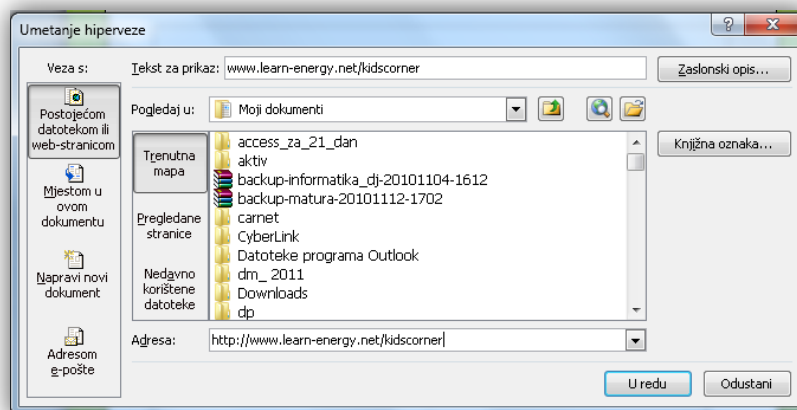 Umetanje hiperveze
Veza s:
Tekst za prikaz: www.learn-energy.net/kidscorner
Zaslonski opis...
Postojećom
datotekom ili
web-stranicom
Mjestom u
ovom
dokumentu
Napravi novi
dokument
Adresom
e-pošte
Pogledaj u:
Moji dokumenti
Knjižna oznaka...
Trenutna
mapa
Pregledane
stranice
Nedavno
korištene
datoteke
access_za_21_dan
aktiv
backup-informatika_dj-20101104-1612
backup-matura-20101112-1702
carnet
CyberLink
Datoteke programa Outlook
dm_ 2011
Downloads
dp
Adresa:
http://www.learn-energy.net/kidscorner
U redu
Odustani